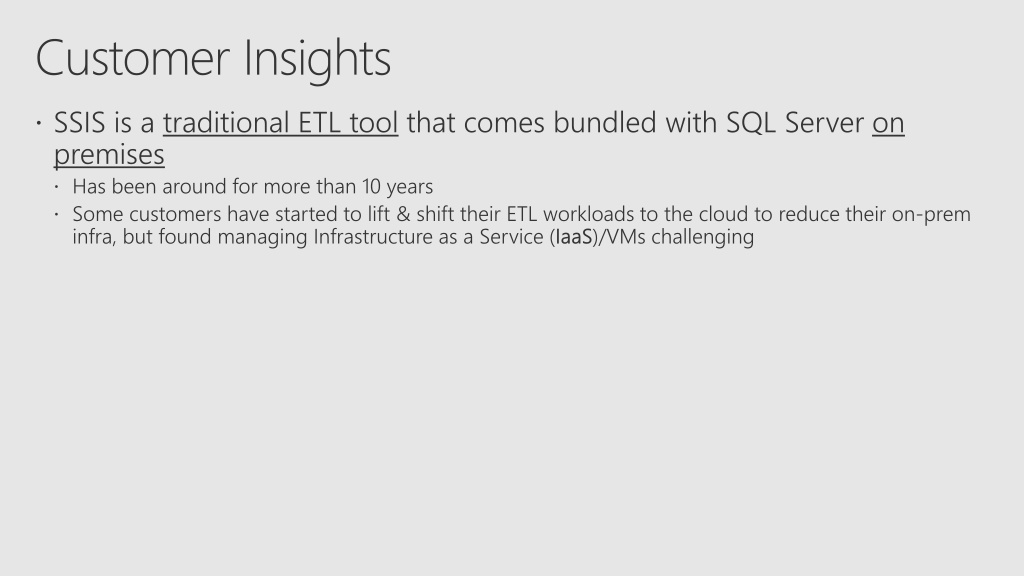 Customer Insights
· SSIS is a traditional ETL tool that comes bundled with SQL Server on
premises
· Has been around for more than 10 years
· Some customers have started to lift & shift their ETL workloads to the cloud to reduce their on-prem
infra, but found managing Infrastructure as a Service (IaaS)/VMs challenging